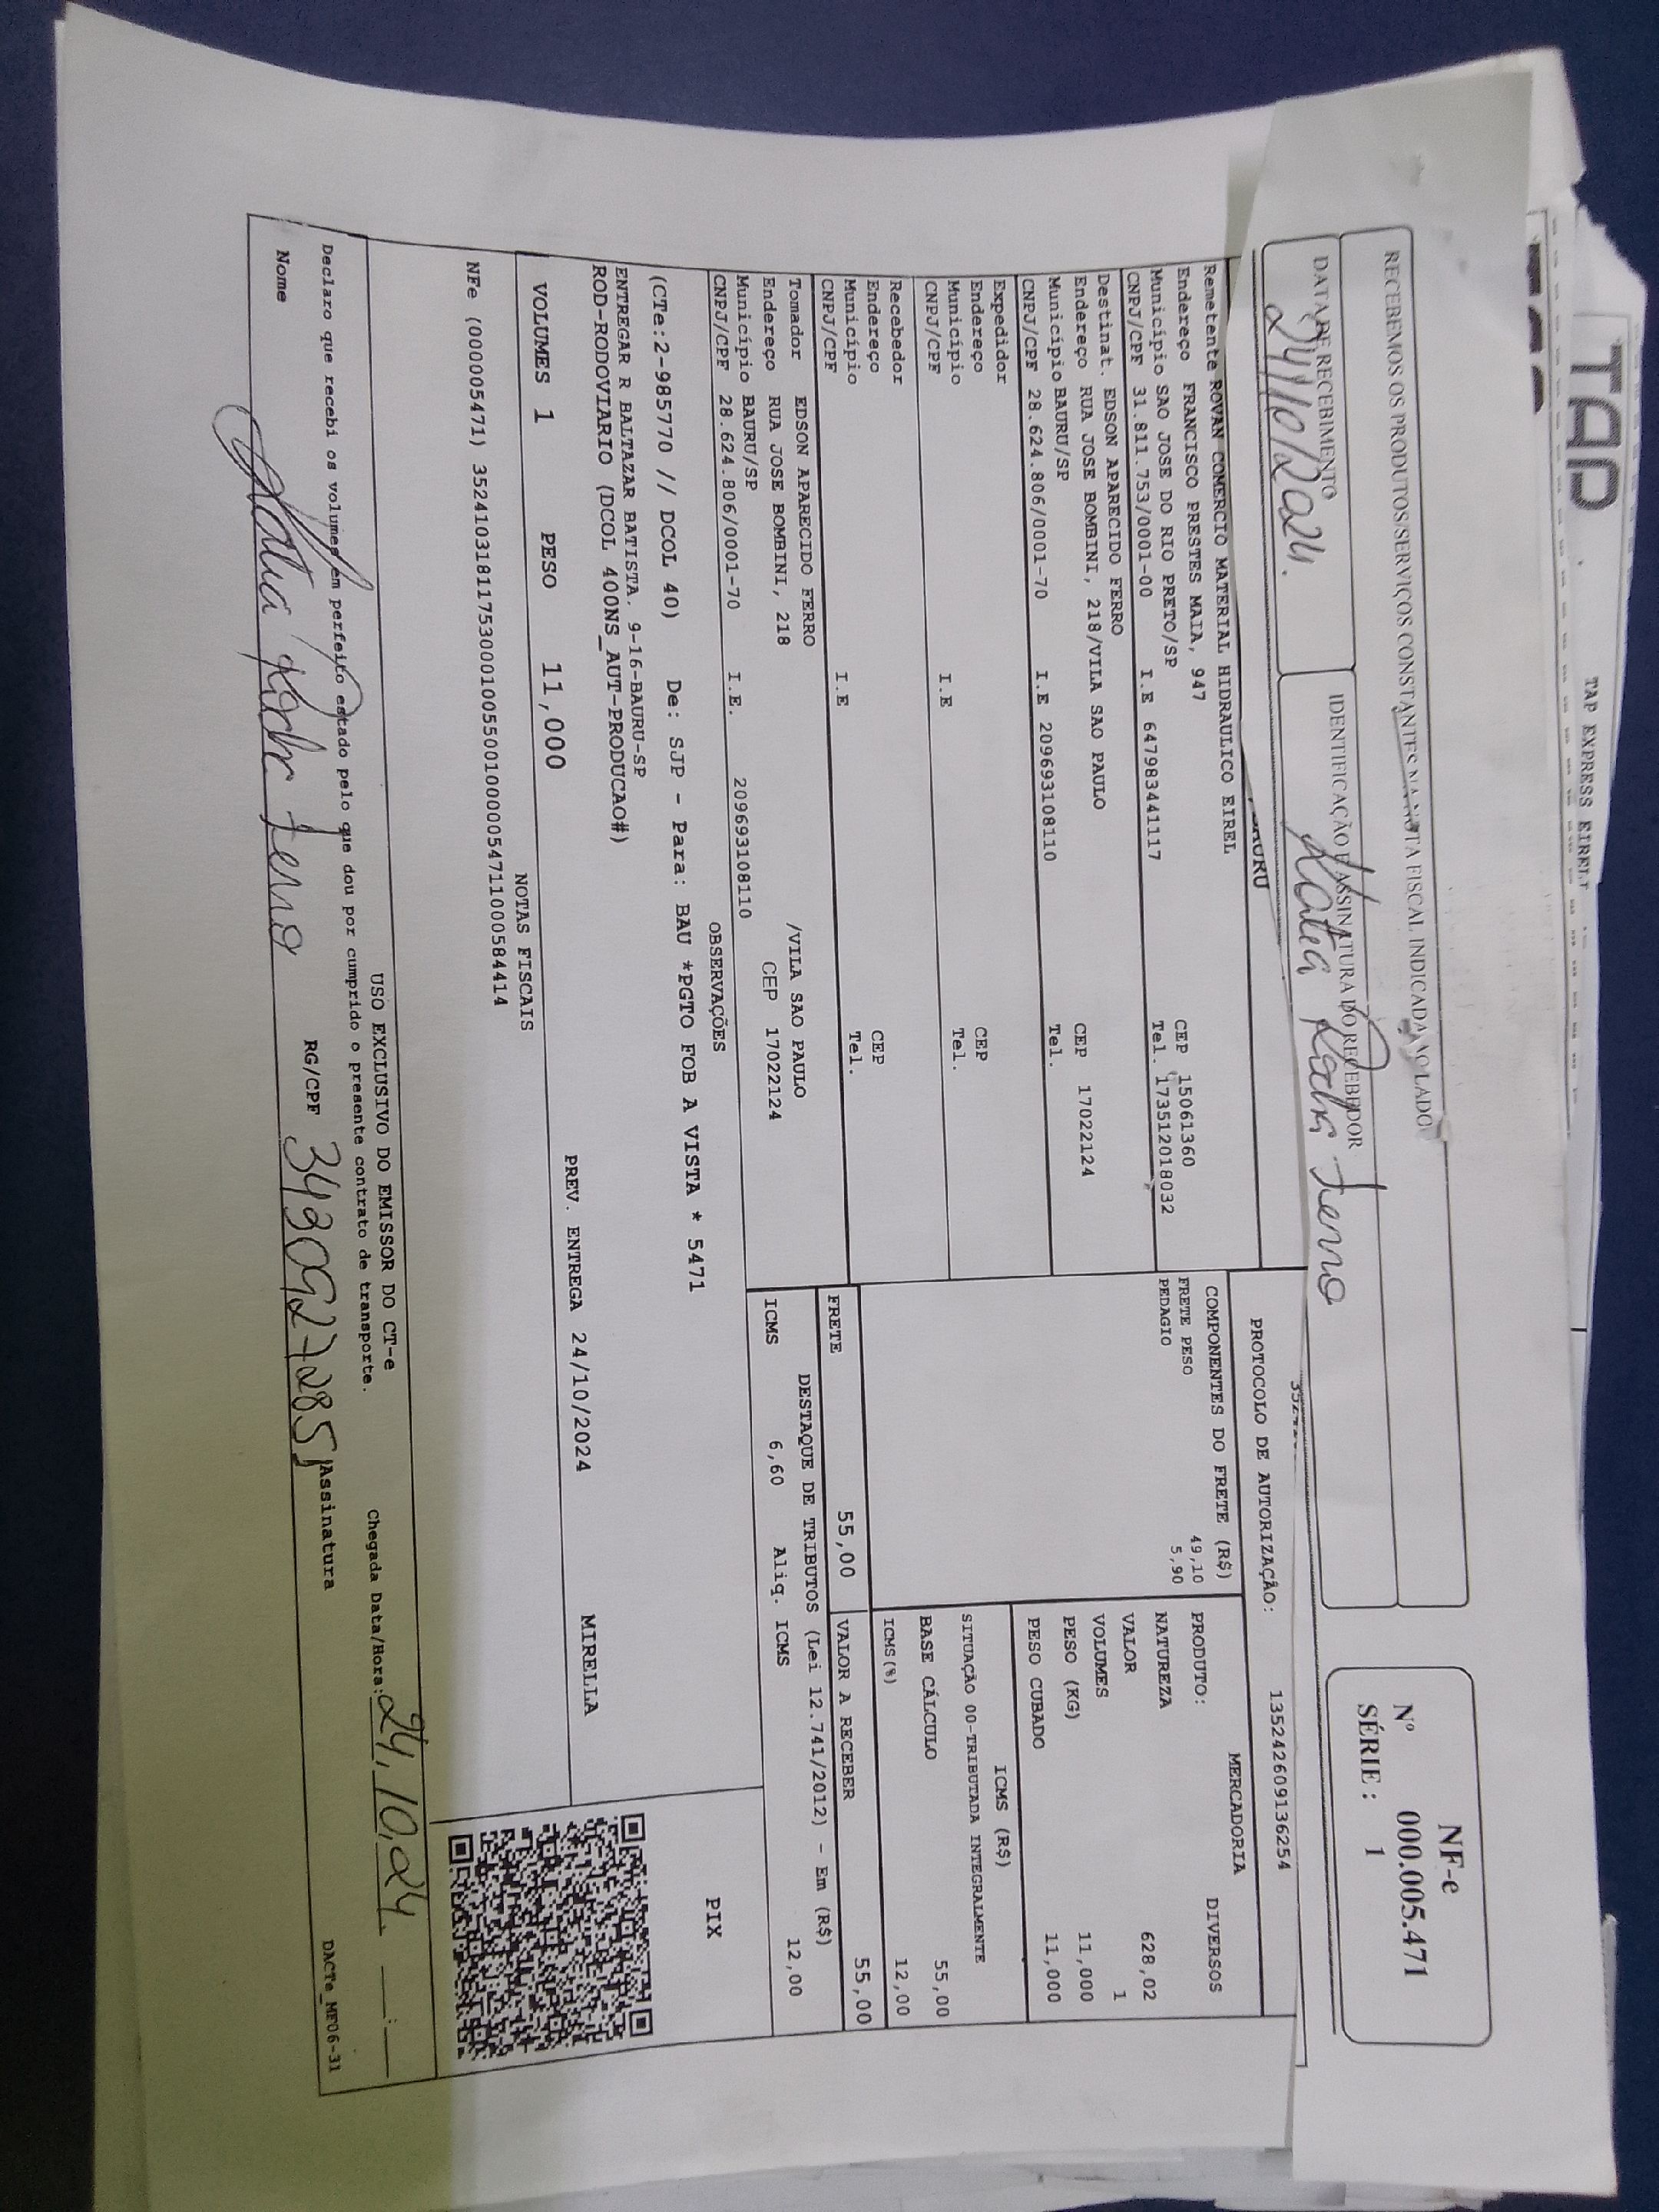 TAP
TAP EXPRESS EIRELI
RECEBEMOS OS PRODUTOS/SERVIÇOS CONSTANTES NA NOTA FISCAL INDICADA AO LADO
DATA DE RECEBIMENTO
24/10/2024.
IDENTIFICAÇÃO E ASSINATURA DO RECEBEDOR
Katia Ferro
NF-e
Nº 000.005.471
SÉRIE : 1
PROTOCOLO DE AUTORIZAÇÃO: 135242609136254
Remetente ROVAN COMERCIO MATERIAL HIDRAULICO EIREL
Endereço FRANCISCO PRESTES MAIA, 947 CEP 15061360
Município SAO JOSE DO RIO PRETO/SP Tel. 173512018032
CNPJ/CPF 31.811.753/0001-00 I.E 647983441117
Destinat. EDSON APARECIDO FERRO
Endereço RUA JOSE BOMBINI, 218/VILA SAO PAULO CEP 17022124
Município BAURU/SP Tel.
CNPJ/CPF 28.624.806/0001-70 I.E 209693108110
Expedidor
Endereço CEP
Município Tel.
CNPJ/CPF I.E
Recebedor
Endereço CEP
Município Tel.
CNPJ/CPF I.E
Tomador EDSON APARECIDO FERRO
Endereço RUA JOSE BOMBINI, 218 /VILA SAO PAULO
Município BAURU/SP CEP 17022124
CNPJ/CPF 28.624.806/0001-70 I.E. 209693108110
COMPONENTES DO FRETE (R$)
FRETE PESO 49,10
PEDAGIO 5,90
MERCADORIA
PRODUTO: DIVERSOS
NATUREZA
VALOR 628,02
VOLUMES 1
PESO (KG) 11,000
PESO CUBADO 11,000
ICMS (R$)
SITUAÇÃO 00-TRIBUTADA INTEGRALMENTE
BASE CÁLCULO 55,00
ICMS(%) 12,00
FRETE 55,00 VALOR A RECEBER 55,00
DESTAQUE DE TRIBUTOS (Lei 12.741/2012) - Em (R$)
ICMS 6,60 Aliq. ICMS 12,00
OBSERVAÇÕES
(CTe:2-985770 // DCOL 40) De: SJP - Para: BAU *PGTO FOB A VISTA * 5471
ENTREGAR R BALTAZAR BATISTA. 9-16-BAURU-SP
ROD-RODOVIARIO (DCOL 400NS_AUT-PRODUCAO#)
PIX
VOLUMES 1 PESO 11,000 PREV. ENTREGA 24/10/2024 MIRELLA
NOTAS FISCAIS
NFe (000005471) 35241031811753000100550010000054711000584414
USO EXCLUSIVO DO EMISSOR DO CT-e
Chegada Data/Hora: 24, 10, 24 __:__
Declaro que recebi os volumes em perfeito estado pelo que dou por cumprido o presente contrato de transporte.
Nome Katia Ferro RG/CPF 34309272851 Assinatura
DACTe_MF06-31